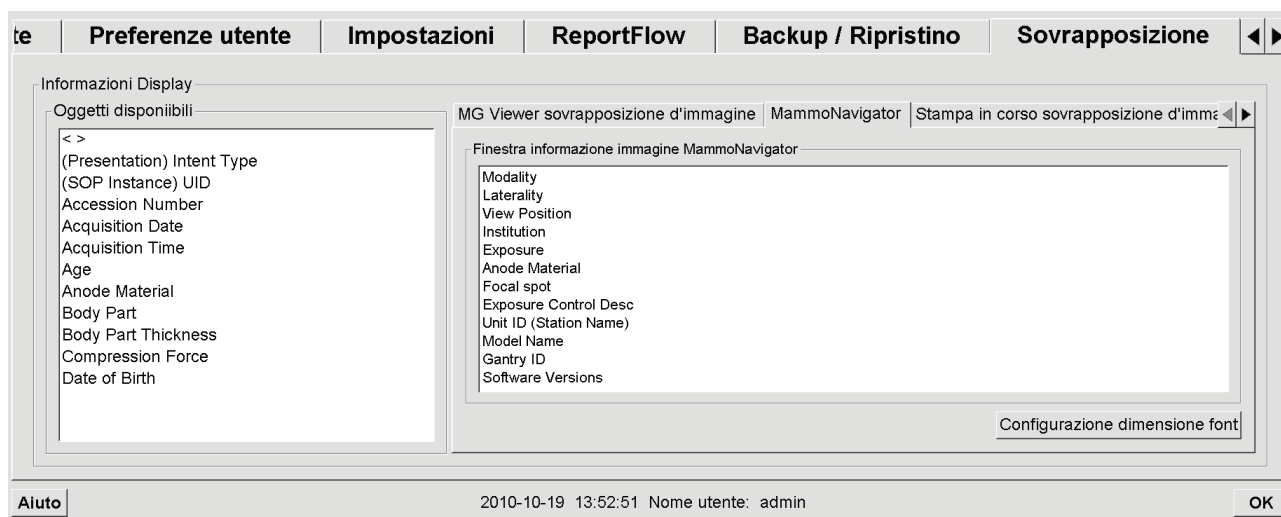 te Preferenze utente Impostazioni ReportFlow Backup / Ripristino Sovrapposizione
Informazioni Display
Oggetti disponiibili
< >
(Presentation) Intent Type
(SOP Instance) UID
Accession Number
Acquisition Date
Acquisition Time
Age
Anode Material
Body Part
Body Part Thickness
Compression Force
Date of Birth
MG Viewer sovrapposizione d'immagine MammoNavigator Stampa in corso sovrapposizione d'imma
Finestra informazione immagine MammoNavigator
Modality
Laterality
View Position
Institution
Exposure
Anode Material
Focal spot
Exposure Control Desc
Unit ID (Station Name)
Model Name
Gantry ID
Software Versions
Configurazione dimensione font
Aiuto 2010-10-19 13:52:51 Nome utente: admin OK